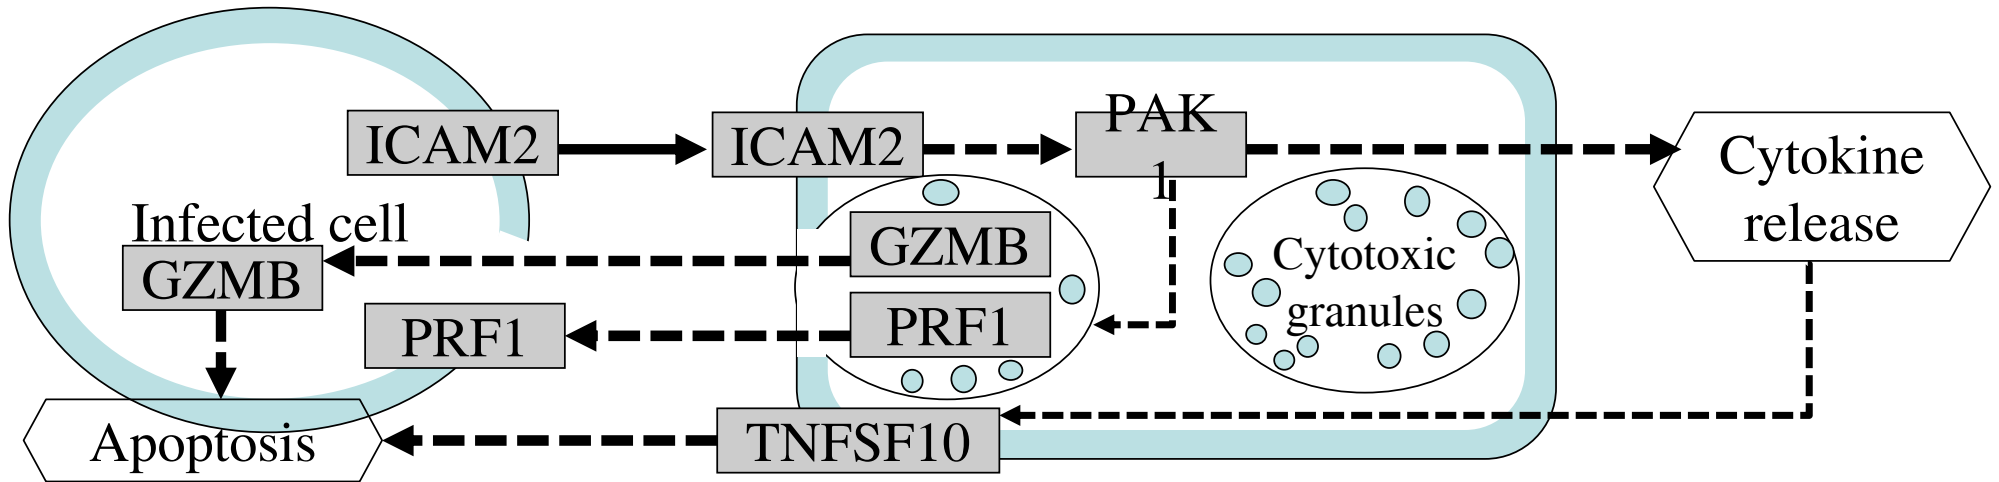 ICAM2
ICAM2
PAK
1
Cytokine
release
Infected cell
GZMB
GZMB
PRF1
PRF1
Cytotoxic
granules
Apoptosis
TNFSF10